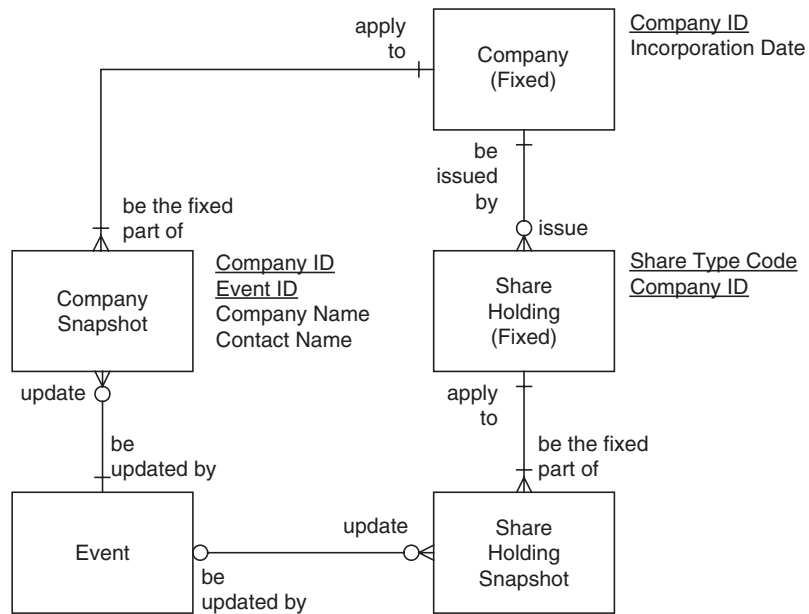 apply
to
Company
(Fixed)
Company ID
Incorporation Date
be
issued
by
issue
be the fixed
part of
Company
Snapshot
Company ID
Event ID
Company Name
Contact Name
Share
Holding
(Fixed)
Share Type Code
Company ID
update
apply
to
be
updated by
be the fixed
part of
Event
update
be
updated by
Share
Holding
Snapshot